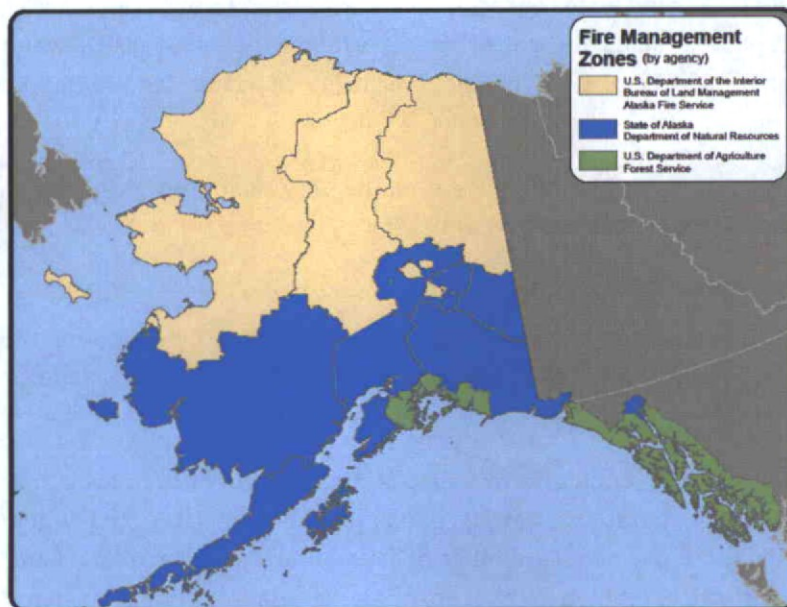 Fire Management
Zones (by agency)
U.S. Department of the Interior
Bureau of Land Management
Alaska Fire Service
State of Alaska
Department of Natural Resources
U.S. Department of Agriculture
Forest Service